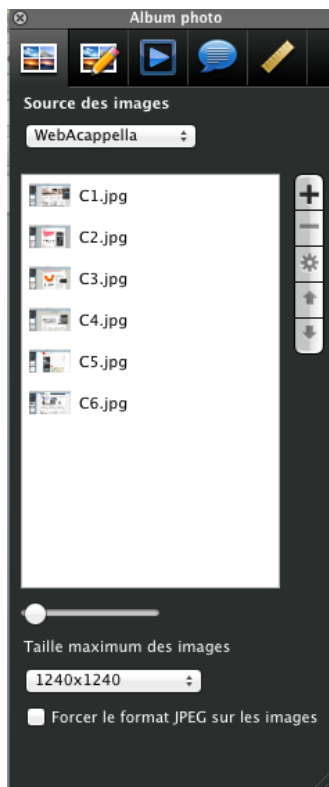 Album photo
Source des images
WebAcappella
C1.jpg
C2.jpg
C3.jpg
C4.jpg
C5.jpg
C6.jpg
Taille maximum des images
1240x1240
Forcer le format JPEG sur les images